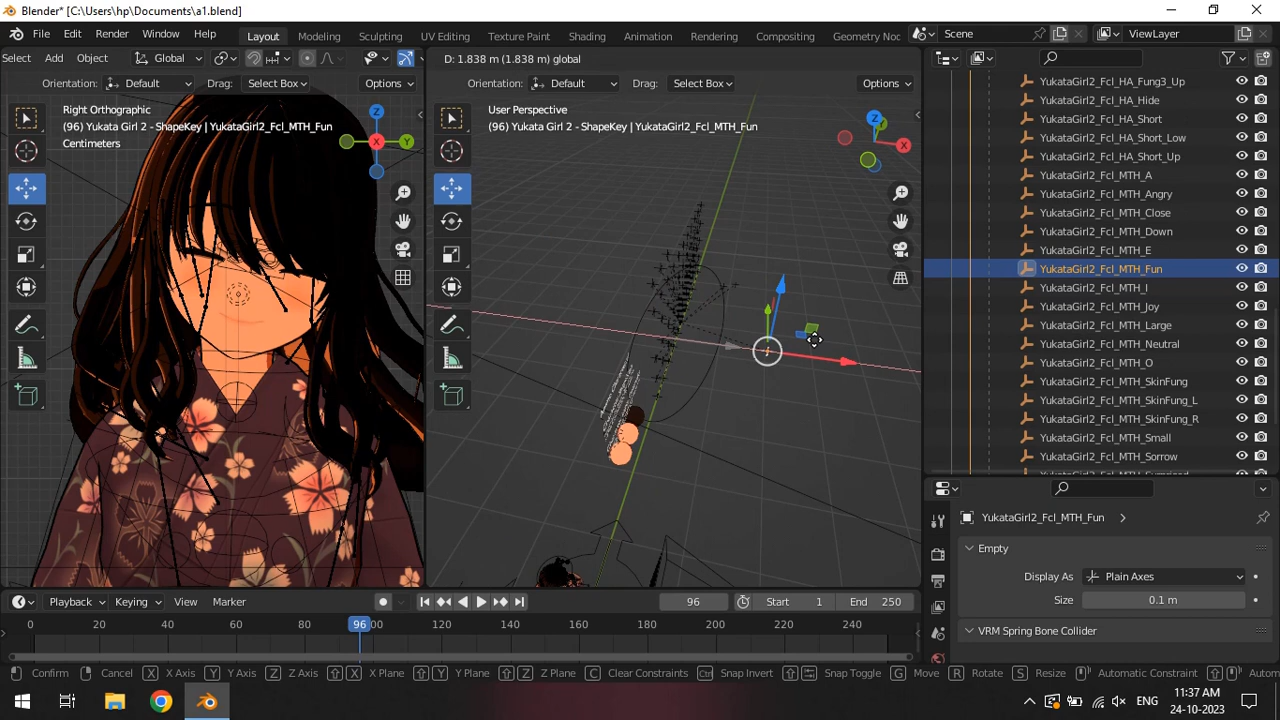 Blender* [C:\Users\hp\Documents\a1.blend]
File Edit Render Window Help Layout Modeling Sculpting UV Editing Texture Paint Shading Animation Rendering Compositing Geometry Noc Scene ViewLayer
Select Add Object Global
D: 1.838 m (1.838 m) global
Orientation: Default Drag: Select Box Options
Orientation: Default Drag: Select Box Options
Right Orthographic
(96) Yukata Girl 2 - ShapeKey | YukataGirl2_Fcl_MTH_Fun
Centimeters
Z
Y
X
User Perspective
(96) Yukata Girl 2 - ShapeKey | YukataGirl2_Fcl_MTH_Fun
Z
X
YukataGirl2_Fcl_HA_Fung3_Up
YukataGirl2_Fcl_HA_Hide
YukataGirl2_Fcl_HA_Short
YukataGirl2_Fcl_HA_Short_Low
YukataGirl2_Fcl_HA_Short_Up
YukataGirl2_Fcl_MTH_A
YukataGirl2_Fcl_MTH_Angry
YukataGirl2_Fcl_MTH_Close
YukataGirl2_Fcl_MTH_Down
YukataGirl2_Fcl_MTH_E
YukataGirl2_Fcl_MTH_Fun
YukataGirl2_Fcl_MTH_I
YukataGirl2_Fcl_MTH_Joy
YukataGirl2_Fcl_MTH_Large
YukataGirl2_Fcl_MTH_Neutral
YukataGirl2_Fcl_MTH_O
YukataGirl2_Fcl_MTH_SkinFung
YukataGirl2_Fcl_MTH_SkinFung_L
YukataGirl2_Fcl_MTH_SkinFung_R
YukataGirl2_Fcl_MTH_Small
YukataGirl2_Fcl_MTH_Sorrow
YukataGirl2_Fcl_MTH_Fun
Empty
Display As Plain Axes
Size 0.1 m
VRM Spring Bone Collider
Playback Keying View Marker 96 Start 1 End 250
0 20 40 60 80 96 00 120 140 160 180 200 220 240
Confirm Cancel X X Axis Y Y Axis Z Z Axis X X Plane Y Y Plane Z Z Plane C Clear Constraints Ctrl Snap Invert Snap Toggle G Move R Rotate S Resize Automatic Constraint Autom
ENG
11:37 AM
24-10-2023